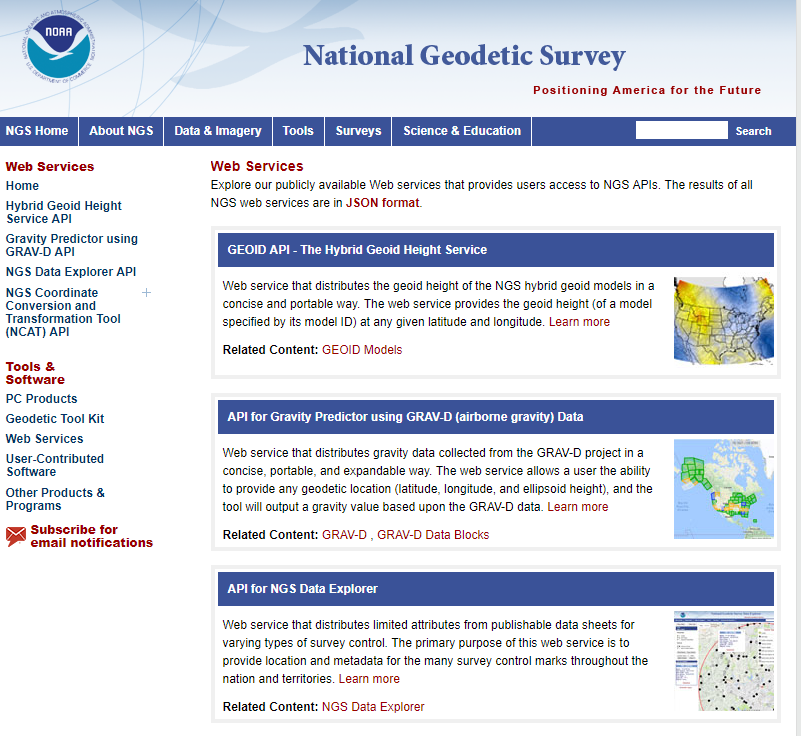 NATIONAL OCEANIC AND ATMOSPHERIC ADMINISTRATION
U.S. DEPARTMENT OF COMMERCE
NOAA
National Geodetic Survey
Positioning America for the Future
NGS Home
About NGS
Data & Imagery
Tools
Surveys
Science & Education
Search
Web Services
Home
Hybrid Geoid Height
Service API
Gravity Predictor using
GRAV-D API
NGS Data Explorer API
NGS Coordinate
Conversion and
Transformation Tool
(NCAT) API
Tools &
Software
PC Products
Geodetic Tool Kit
Web Services
User-Contributed
Software
Other Products &
Programs
Subscribe for
email notifications
Web Services
Explore our publicly available Web services that provides users access to NGS APIs. The results of all
NGS web services are in JSON format.
GEOID API - The Hybrid Geoid Height Service
Web service that distributes the geoid height of the NGS hybrid geoid models in a
concise and portable way. The web service provides the geoid height (of a model
specified by its model ID) at any given latitude and longitude. Learn more
Related Content: GEOID Models
API for Gravity Predictor using GRAV-D (airborne gravity) Data
Web service that distributes gravity data collected from the GRAV-D project in a
concise, portable, and expandable way. The web service allows a user the ability
to provide any geodetic location (latitude, longitude, and ellipsoid height), and the
tool will output a gravity value based upon the GRAV-D data. Learn more
Related Content: GRAV-D , GRAV-D Data Blocks
API for NGS Data Explorer
Web service that distributes limited attributes from publishable data sheets for
varying types of survey control. The primary purpose of this web service is to
provide location and metadata for the many survey control marks throughout the
nation and territories. Learn more
Related Content: NGS Data Explorer